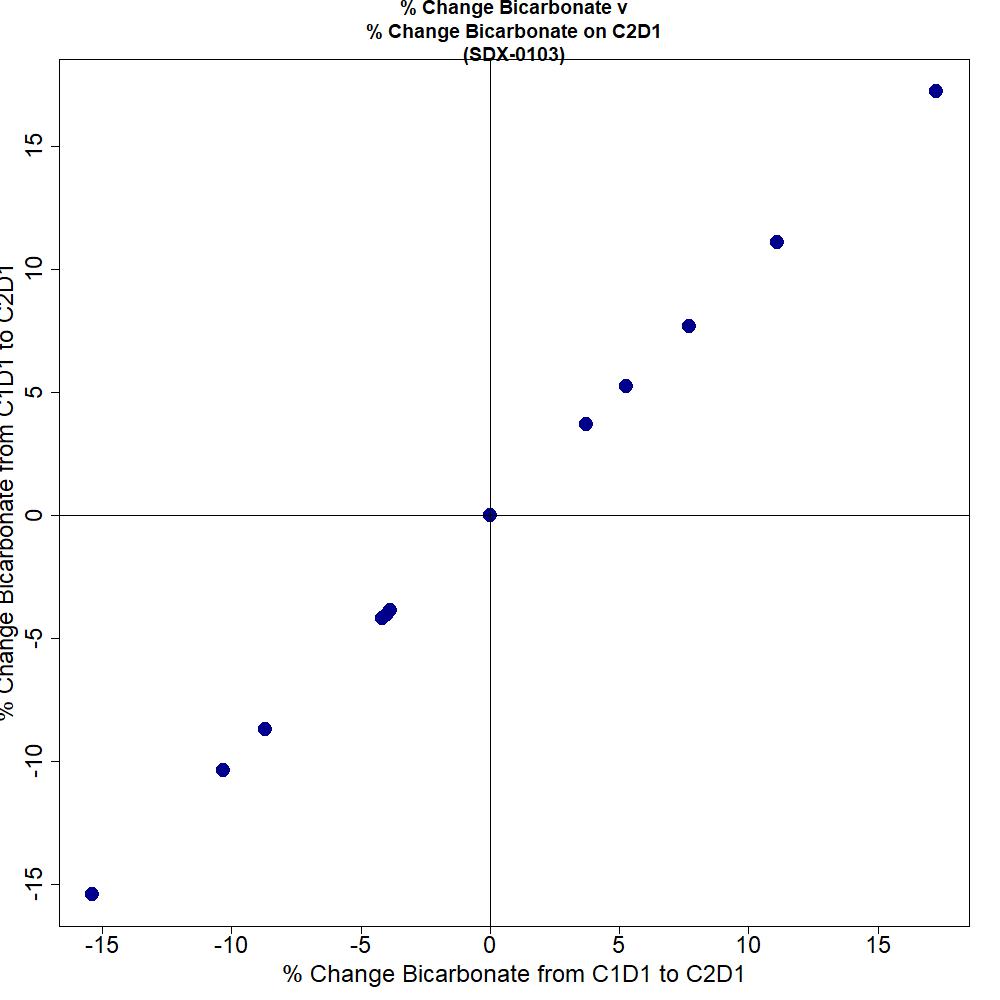 % Change Bicarbonate v
% Change Bicarbonate on C2D1
(SDX-0103)
% Change Bicarbonate from C1D1 to C2D1
15
10
5
0
-5
-10
-15
-15 -10 -5 0 5 10 15
% Change Bicarbonate from C1D1 to C2D1